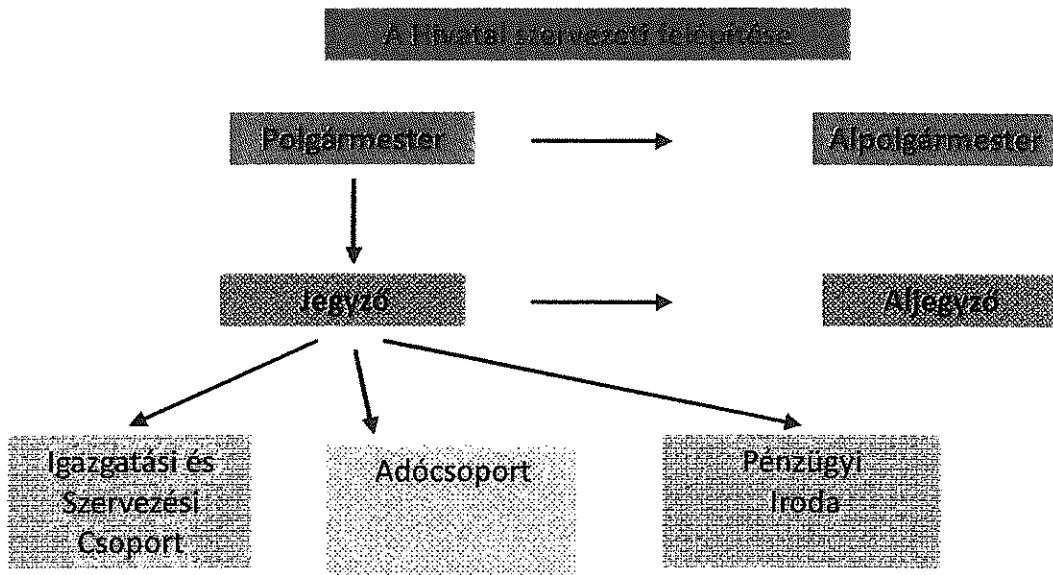 A Hivatal szervezeti felépítése
Polgármester
Alpolgármester
Jegyző
Aljegyző
Igazgatási és
Szervezési
Csoport
Adócsoport
Pénzügyi
Iroda